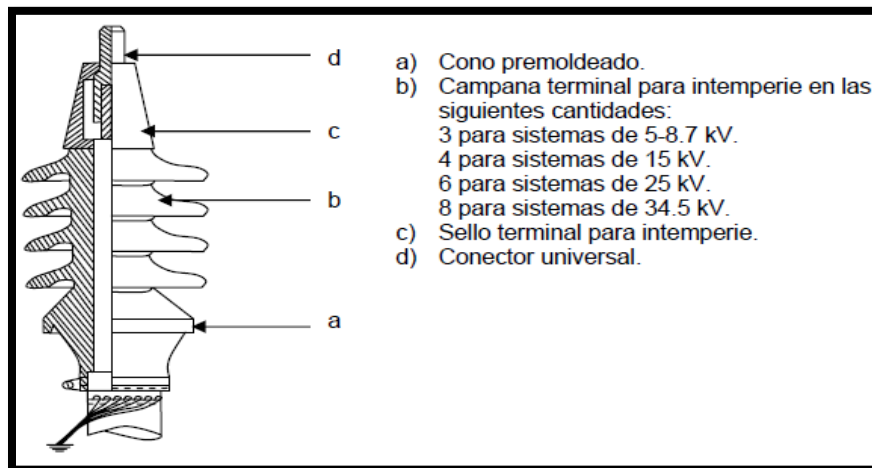 d
c
b
a
a) Cono premoldeado.
b) Campana terminal para intemperie en las
siguientes cantidades:
3 para sistemas de 5-8.7 kV.
4 para sistemas de 15 kV.
6 para sistemas de 25 kV.
8 para sistemas de 34.5 kV.
c) Sello terminal para intemperie.
d) Conector universal.